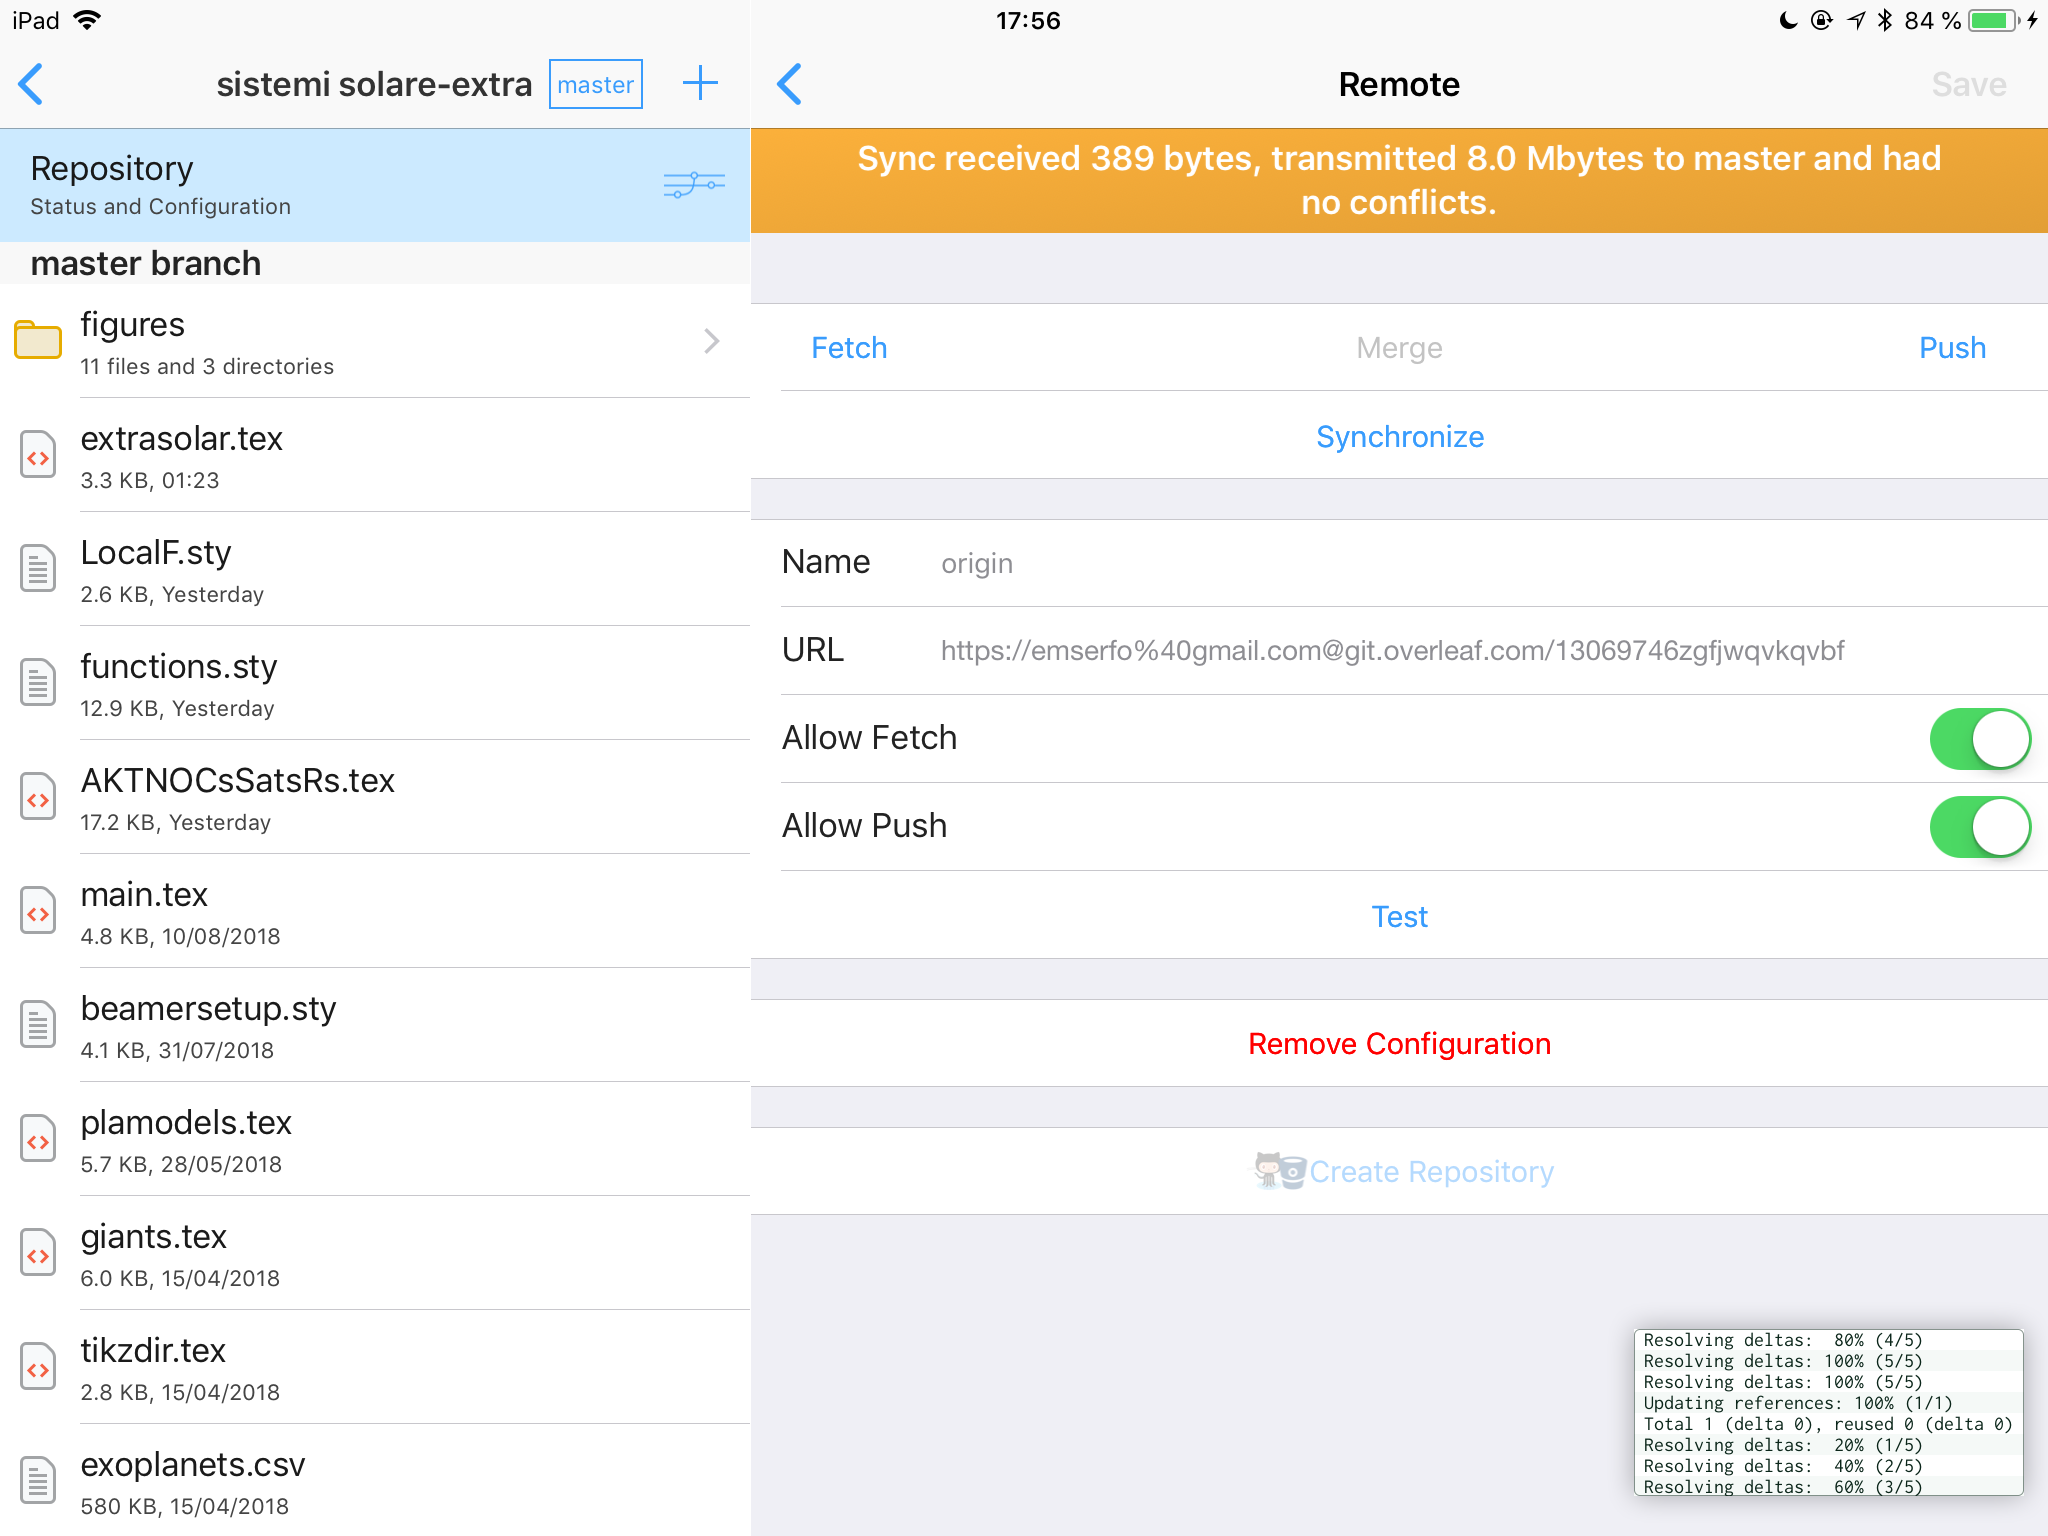 iPad
17:56
84 %
sistemi solare-extra
master
Remote
Save
Repository
Status and Configuration
master branch
figures
11 files and 3 directories
extrasolar.tex
3.3 KB, 01:23
LocalF.sty
2.6 KB, Yesterday
functions.sty
12.9 KB, Yesterday
AKTNOCsSatsRs.tex
17.2 KB, Yesterday
main.tex
4.8 KB, 10/08/2018
beamersetup.sty
4.1 KB, 31/07/2018
plamodels.tex
5.7 KB, 28/05/2018
giants.tex
6.0 KB, 15/04/2018
tikzdir.tex
2.8 KB, 15/04/2018
exoplanets.csv
580 KB, 15/04/2018
Sync received 389 bytes, transmitted 8.0 Mbytes to master and had
no conflicts.
Fetch
Merge
Push
Synchronize
Name origin
URL https://emserfo%40gmail.com@git.overleaf.com/13069746zgfjwqvkqvbf
Allow Fetch
Allow Push
Test
Remove Configuration
Create Repository
Resolving deltas:  80% (4/5)
Resolving deltas: 100% (5/5)
Resolving deltas: 100% (5/5)
Updating references: 100% (1/1)
Total 1 (delta 0), reused 0 (delta 0)
Resolving deltas:  20% (1/5)
Resolving deltas:  40% (2/5)
Resolving deltas:  60% (3/5)